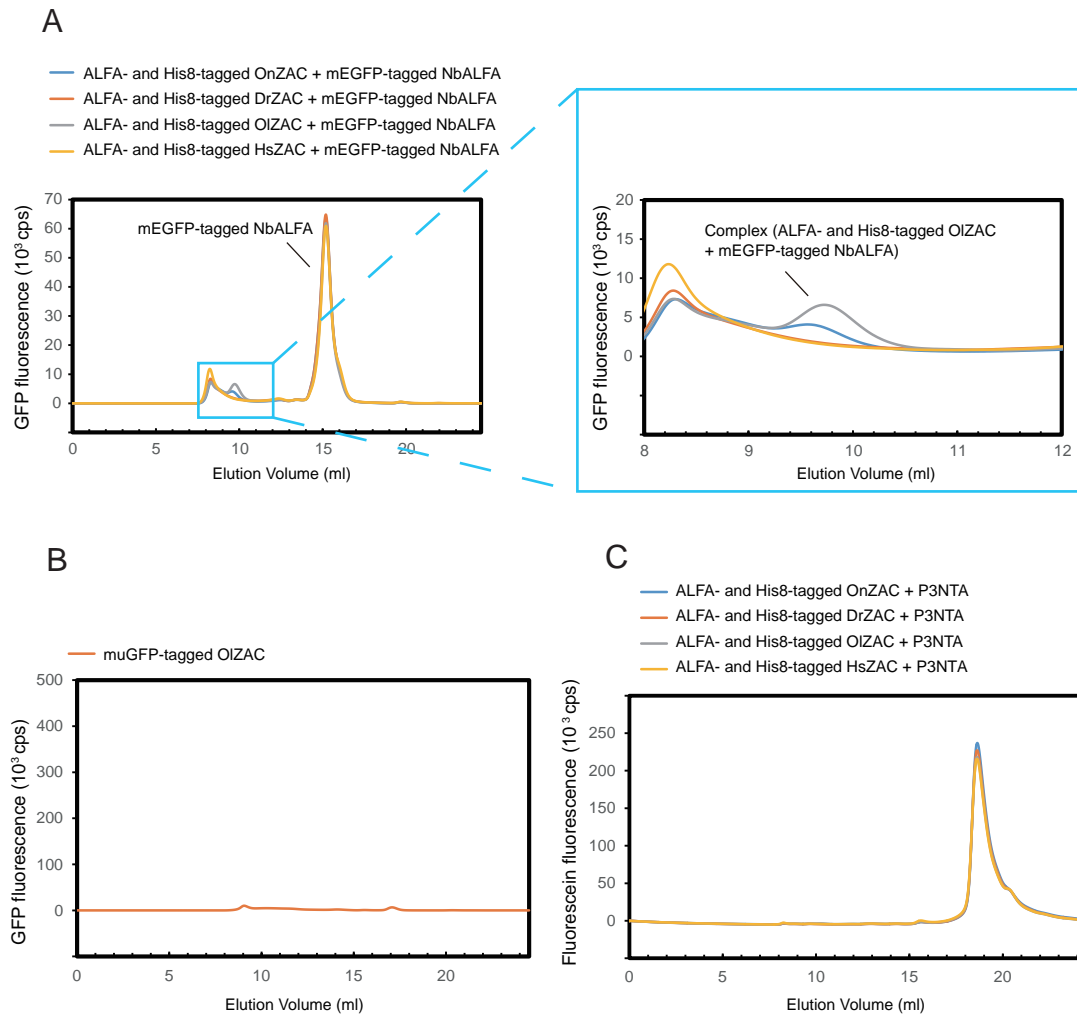 A
ALFA- and His8-tagged OnZAC + mEGFP-tagged NbALFA
ALFA- and His8-tagged DrZAC + mEGFP-tagged NbALFA
ALFA- and His8-tagged OlZAC + mEGFP-tagged NbALFA
ALFA- and His8-tagged HsZAC + mEGFP-tagged NbALFA
GFP fluorescence (10³ cps)
70
60
50
40
30
20
10
0
mEGFP-tagged NbALFA
0 5 10 15 20
Elution Volume (ml)
GFP fluorescence (10³ cps)
20
15
10
5
0
Complex (ALFA- and His8-tagged OlZAC
+ mEGFP-tagged NbALFA)
8 9 10 11 12
Elution Volume (ml)
B
muGFP-tagged OlZAC
GFP fluorescence (10³ cps)
500
400
300
200
100
0
0 5 10 15 20
Elution Volume (ml)
C
ALFA- and His8-tagged OnZAC + P3NTA
ALFA- and His8-tagged DrZAC + P3NTA
ALFA- and His8-tagged OlZAC + P3NTA
ALFA- and His8-tagged HsZAC + P3NTA
Fluorescein fluorescence (10³ cps)
250
200
150
100
50
0
0 5 10 15 20
Elution Volume (ml)